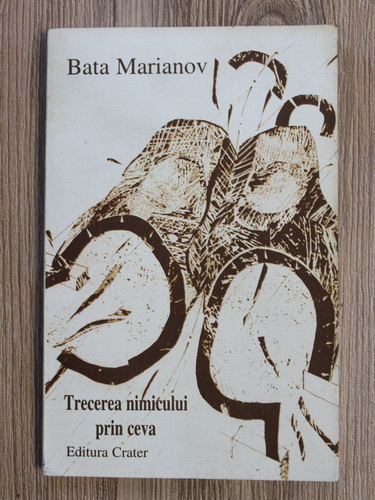 Bata Marianov
Trecerea nimicului
prin ceva
Editura Crater